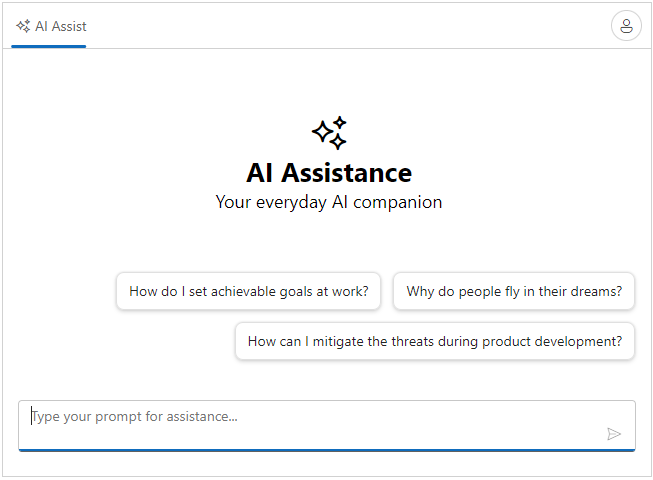 AI Assist
AI Assistance
Your everyday AI companion
How do I set achievable goals at work?
Why do people fly in their dreams?
How can I mitigate the threats during product development?
Type your prompt for assistance...